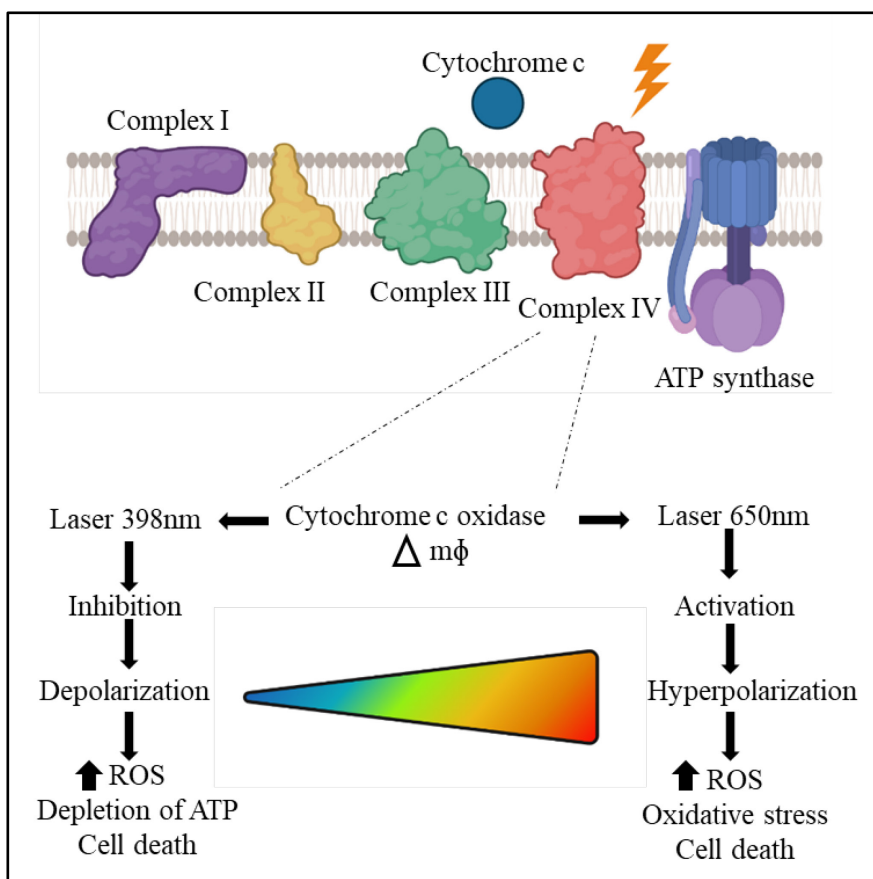 Cytochrome c
Complex I
Complex II
Complex III
Complex IV
ATP synthase
Laser 398nm
Cytochrome c oxidase
Laser 650nm
Δ mϕ
Inhibition
Activation
Depolarization
Hyperpolarization
ROS
Depletion of ATP
Cell death
ROS
Oxidative stress
Cell death